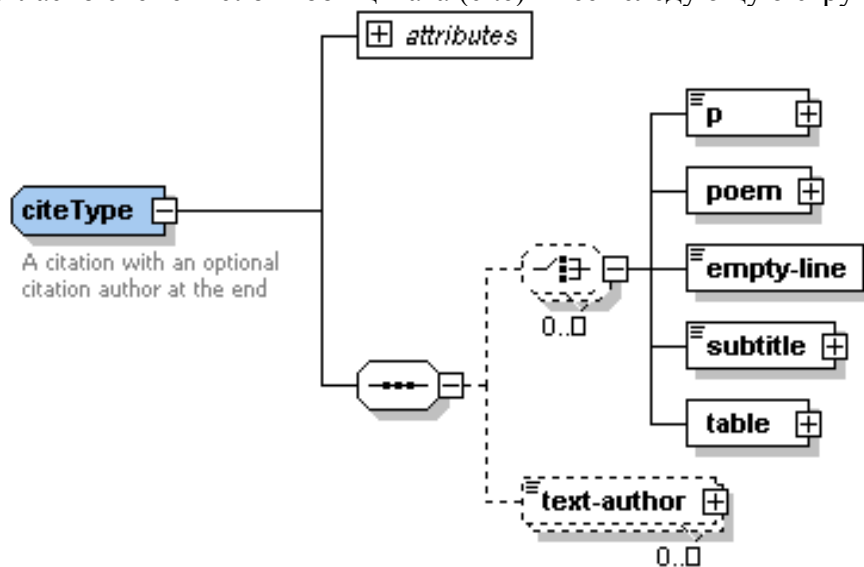 attributes
p
poem
citeType
A citation with an optional
citation author at the end
empty-line
0..
subtitle
table
text-author
0..